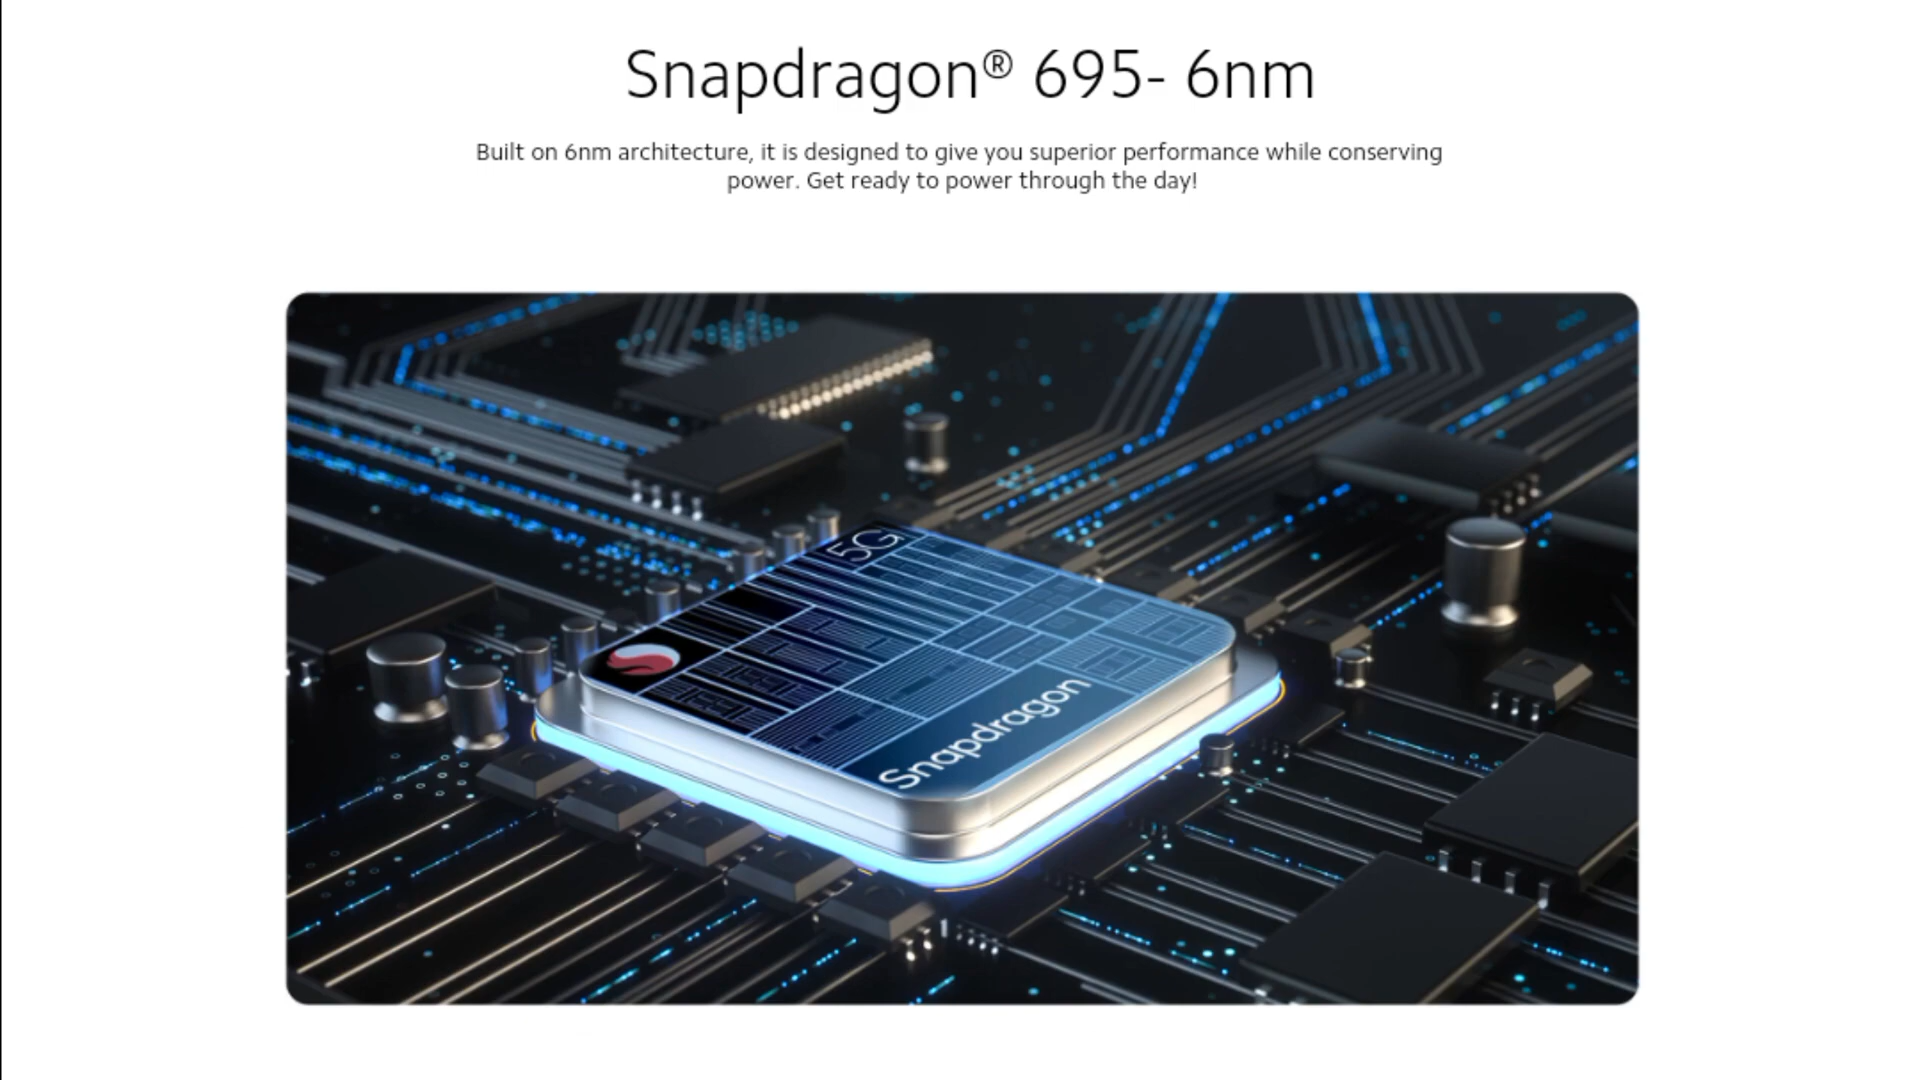 Snapdragon® 695- 6nm
Built on 6nm architecture, it is designed to give you superior performance while conserving
power. Get ready to power through the day!
5G
Snapdragon